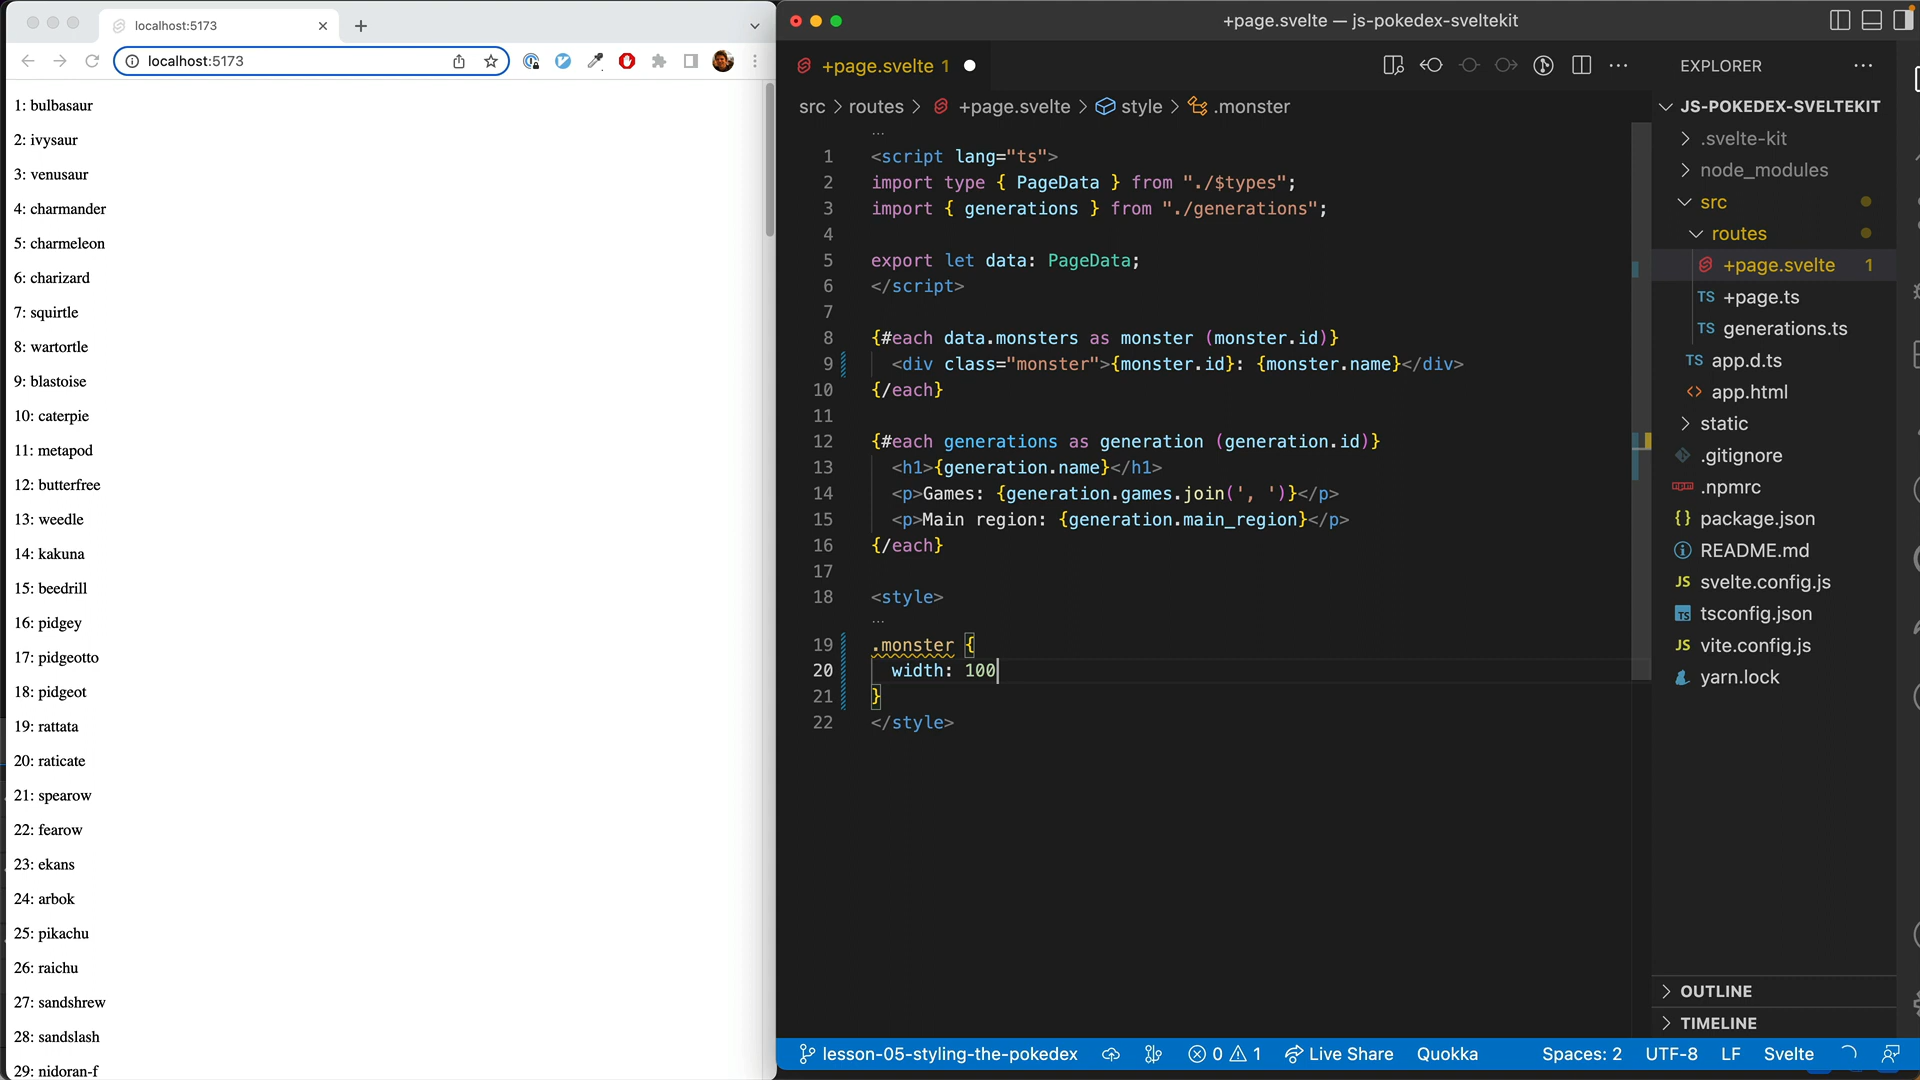 localhost:5173
localhost:5173
1: bulbasaur
2: ivysaur
3: venusaur
4: charmander
5: charmeleon
6: charizard
7: squirtle
8: wartortle
9: blastoise
10: caterpie
11: metapod
12: butterfree
13: weedle
14: kakuna
15: beedrill
16: pidgey
17: pidgeotto
18: pidgeot
19: rattata
20: raticate
21: spearow
22: fearow
23: ekans
24: arbok
25: pikachu
26: raichu
27: sandshrew
28: sandslash
29: nidoran-f
+page.svelte — js-pokedex-sveltekit
+page.svelte 1
src > routes > +page.svelte > style > .monster
...
1 <script lang="ts">
2 import type { PageData } from "./$types";
3 import { generations } from "./generations";
4
5 export let data: PageData;
6 </script>
7
8 {#each data.monsters as monster (monster.id)}
9   <div class="monster">{monster.id}: {monster.name}</div>
10 {/each}
11
12 {#each generations as generation (generation.id)}
13   <h1>{generation.name}</h1>
14   <p>Games: {generation.games.join(', ')}</p>
15   <p>Main region: {generation.main_region}</p>
16 {/each}
17
18 <style>
...
19 .monster {
20   width: 100
21 }
22 </style>
EXPLORER
JS-POKEDEX-SVELTEKIT
.svelte-kit
node_modules
src
routes
+page.svelte 1
TS +page.ts
TS generations.ts
TS app.d.ts
<> app.html
static
.gitignore
.npmrc
{} package.json
README.md
JS svelte.config.js
TS tsconfig.json
JS vite.config.js
yarn.lock
OUTLINE
TIMELINE
lesson-05-styling-the-pokedex 0 1 Live Share Quokka Spaces: 2 UTF-8 LF Svelte